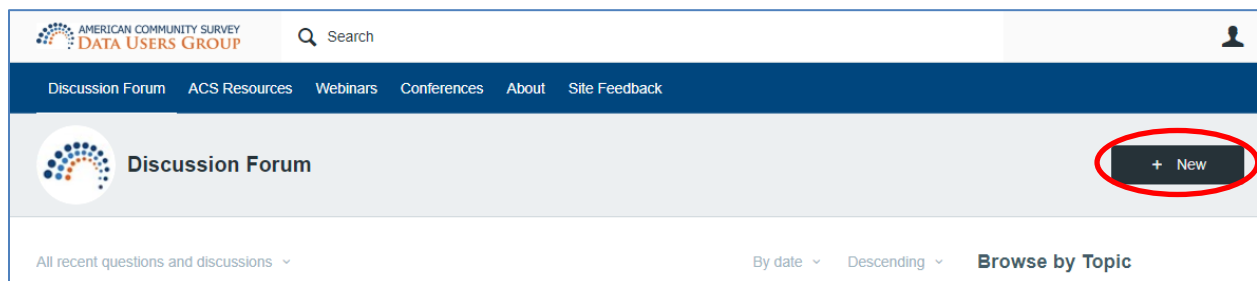 AMERICAN COMMUNITY SURVEY
DATA USERS GROUP
Search
Discussion Forum ACS Resources Webinars Conferences About Site Feedback
Discussion Forum
+ New
All recent questions and discussions By date Descending Browse by Topic